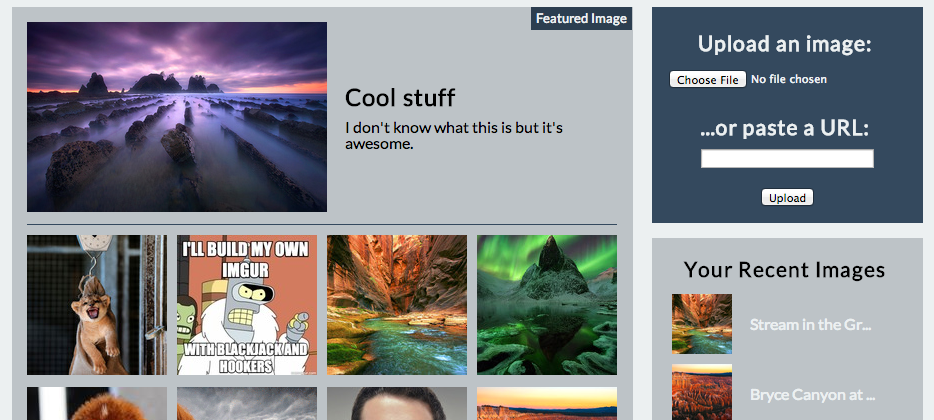 Featured Image
Cool stuff
I don't know what this is but it's
awesome.
I'LL BUILD MY OWN
IMGUR
WITH BLACKJACK AND
HOOKERS
Upload an image:
Choose File No file chosen
...or paste a URL:
Upload
Your Recent Images
Stream in the Gr...
Bryce Canyon at ...